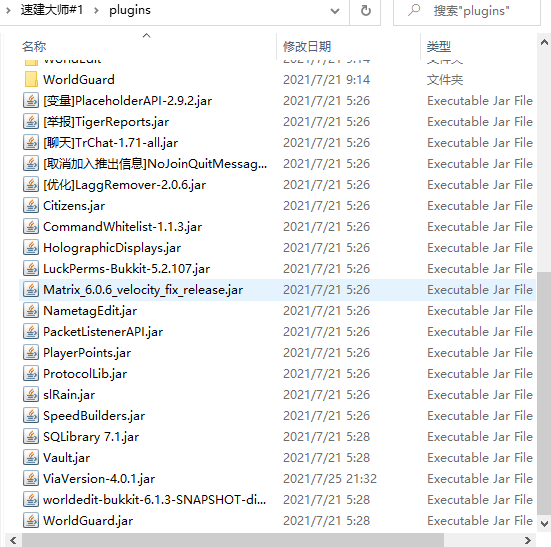 速建大师#1 plugins 搜索"plugins"
名称 修改日期 类型
WorldEdit 2021/7/21 9:14 文件夹
WorldGuard 2021/7/21 9:14 文件夹
[变量]PlaceholderAPI-2.9.2.jar 2021/7/21 5:26 Executable Jar File
[举报]TigerReports.jar 2021/7/21 5:26 Executable Jar File
[聊天]TrChat-1.71-all.jar 2021/7/21 5:26 Executable Jar File
[取消加入推出信息]NoJoinQuitMessag... 2021/7/21 5:26 Executable Jar File
[优化]LaggRemover-2.0.6.jar 2021/7/21 5:26 Executable Jar File
Citizens.jar 2021/7/21 5:26 Executable Jar File
CommandWhitelist-1.1.3.jar 2021/7/21 5:26 Executable Jar File
HolographicDisplays.jar 2021/7/21 5:26 Executable Jar File
LuckPerms-Bukkit-5.2.107.jar 2021/7/21 5:26 Executable Jar File
Matrix_6.0.6_velocity_fix_release.jar 2021/7/21 5:26 Executable Jar File
NametagEdit.jar 2021/7/21 5:26 Executable Jar File
PacketListenerAPI.jar 2021/7/21 5:26 Executable Jar File
PlayerPoints.jar 2021/7/21 5:26 Executable Jar File
ProtocolLib.jar 2021/7/21 5:26 Executable Jar File
slRain.jar 2021/7/21 5:26 Executable Jar File
SpeedBuilders.jar 2021/7/21 5:26 Executable Jar File
SQLibrary 7.1.jar 2021/7/21 5:28 Executable Jar File
Vault.jar 2021/7/21 5:28 Executable Jar File
ViaVersion-4.0.1.jar 2021/7/25 21:32 Executable Jar File
worldedit-bukkit-6.1.3-SNAPSHOT-di... 2021/7/21 5:28 Executable Jar File
WorldGuard.jar 2021/7/21 5:28 Executable Jar File